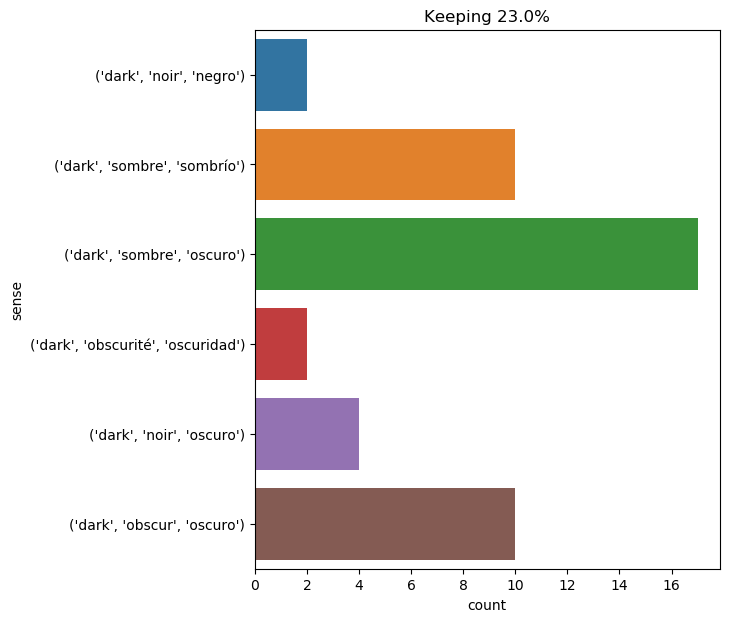 Keeping 23.0%
('dark', 'noir', 'negro')
('dark', 'sombre', 'sombrío')
('dark', 'sombre', 'oscuro')
('dark', 'obscurité', 'oscuridad')
('dark', 'noir', 'oscuro')
('dark', 'obscur', 'oscuro')
sense
0 2 4 6 8 10 12 14 16
count